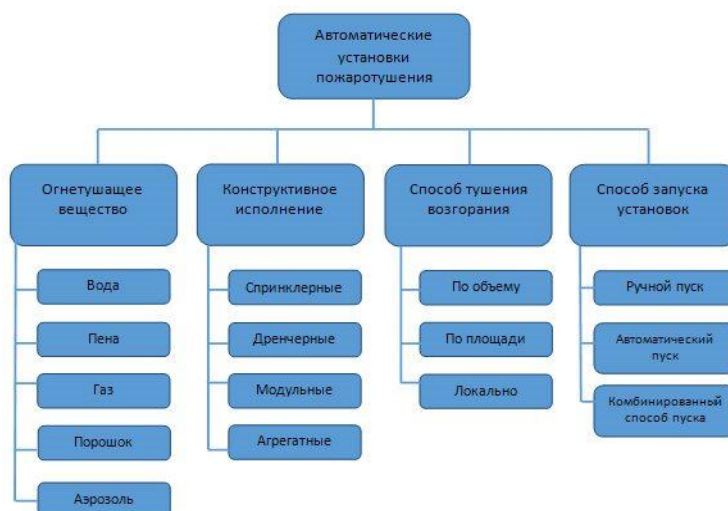 Автоматические
установки
пожаротушения
Огнетушащее
вещество
Вода
Пена
Газ
Порошок
Аэрозоль
Конструктивное
исполнение
Спринклерные
Дренчерные
Модульные
Агрегатные
Способ тушения
возгорания
По объему
По площади
Локально
Способ запуска
установок
Ручной пуск
Автоматический
пуск
Комбинированный
способ пуска